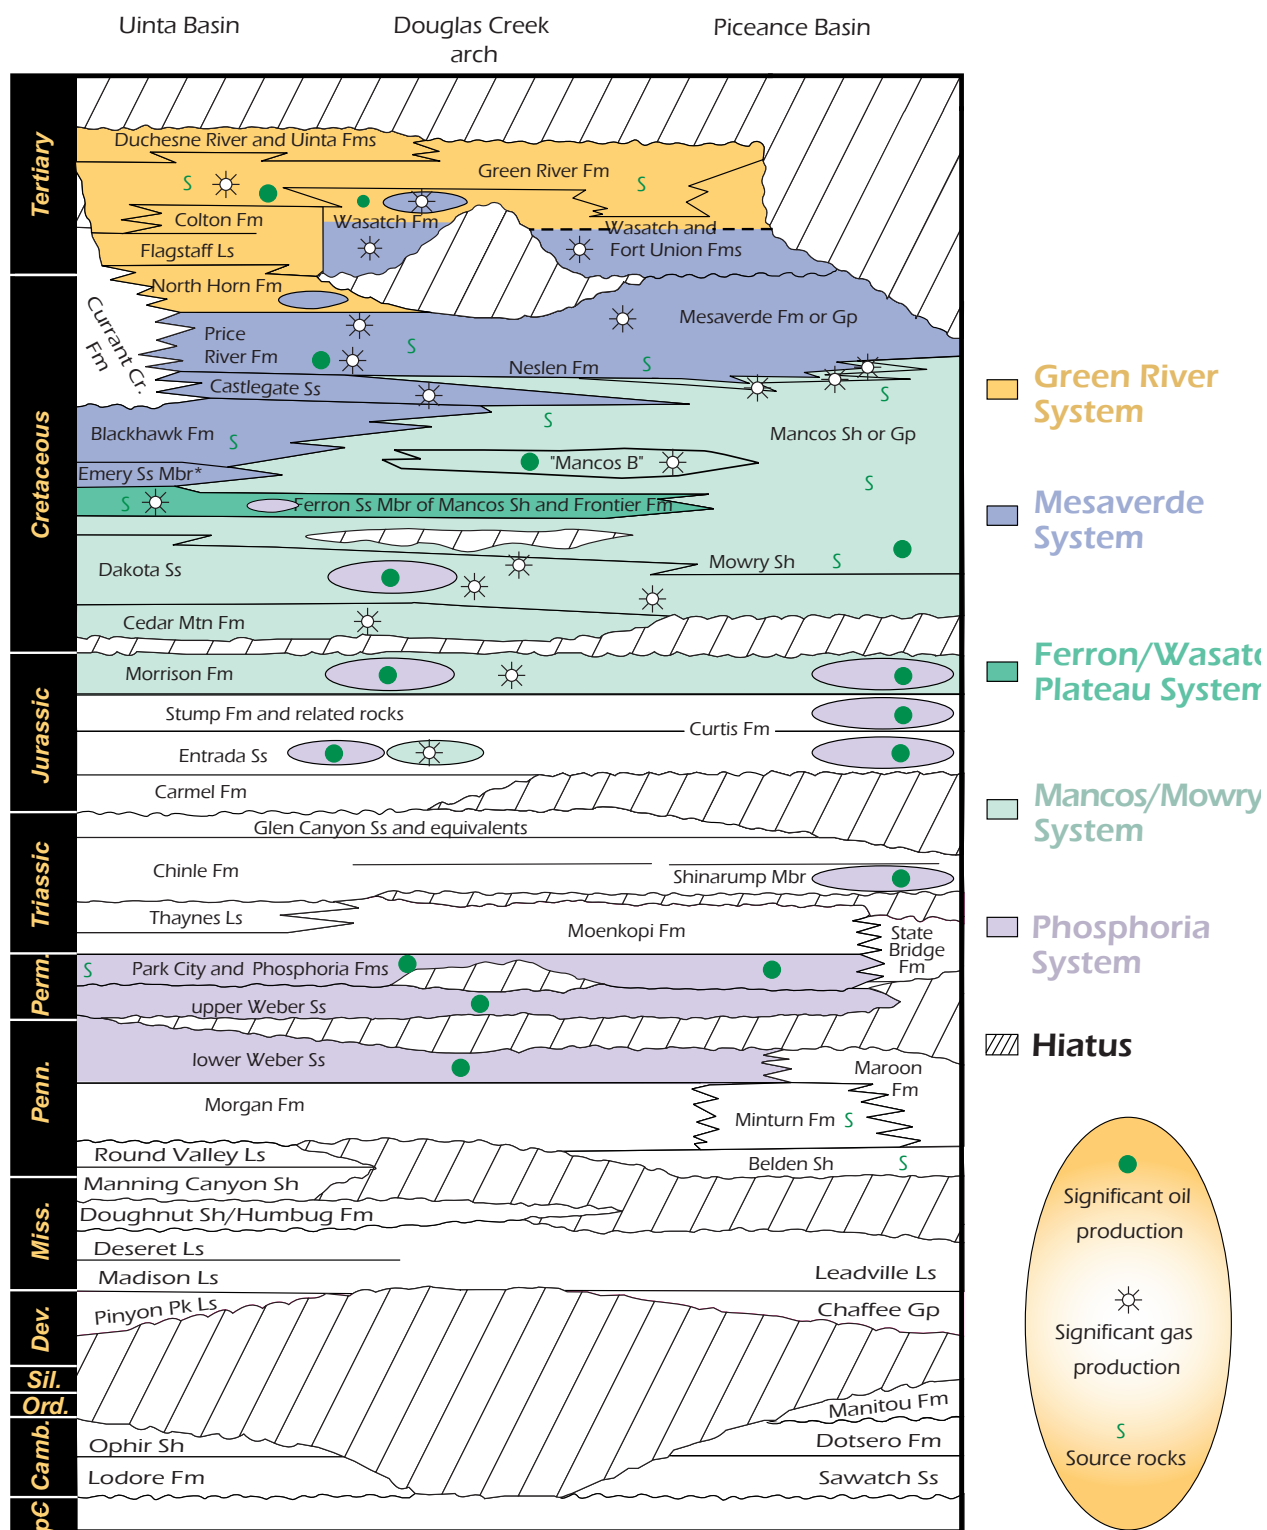 Uinta Basin
Douglas Creek
arch
Piceance Basin
Tertiary
Duchesne River and Uinta Fms
Green River Fm
S
S
Colton Fm
Wasatch Fm
Wasatch and
Fort Union Fms
Flagstaff Ls
North Horn Fm
Cretaceous
Currant Cr.
Fm
Price
River Fm
S
Mesaverde Fm or Gp
Neslen Fm
S
Castlegate Ss
S
S
Blackhawk Fm
S
Mancos Sh or Gp
"Mancos B"
Emery Ss Mbr*
S
S
Ferron Ss Mbr of Mancos Sh and Frontier Fm
Dakota Ss
Mowry Sh
S
Cedar Mtn Fm
Jurassic
Morrison Fm
Stump Fm and related rocks
Curtis Fm
Entrada Ss
Carmel Fm
Triassic
Glen Canyon Ss and equivalents
Chinle Fm
Shinarump Mbr
Thaynes Ls
Moenkopi Fm
State
Bridge
Fm
Perm.
S
Park City and Phosphoria Fms
upper Weber Ss
Penn.
lower Weber Ss
Maroon
Fm
Morgan Fm
Minturn Fm
S
Round Valley Ls
Belden Sh
S
Miss.
Manning Canyon Sh
Doughnut Sh/Humbug Fm
Deseret Ls
Madison Ls
Leadville Ls
Dev.
Pinyon Pk Ls
Chaffee Gp
Sil.
Ord.
Manitou Fm
Camb.
Ophir Sh
Dotsero Fm
Lodore Fm
Sawatch Ss
p€
Green River
System
Mesaverde
System
Ferron/Wasatc
Plateau System
Mancos/Mowry
System
Phosphoria
System
Hiatus
Significant oil
production
Significant gas
production
S
Source rocks